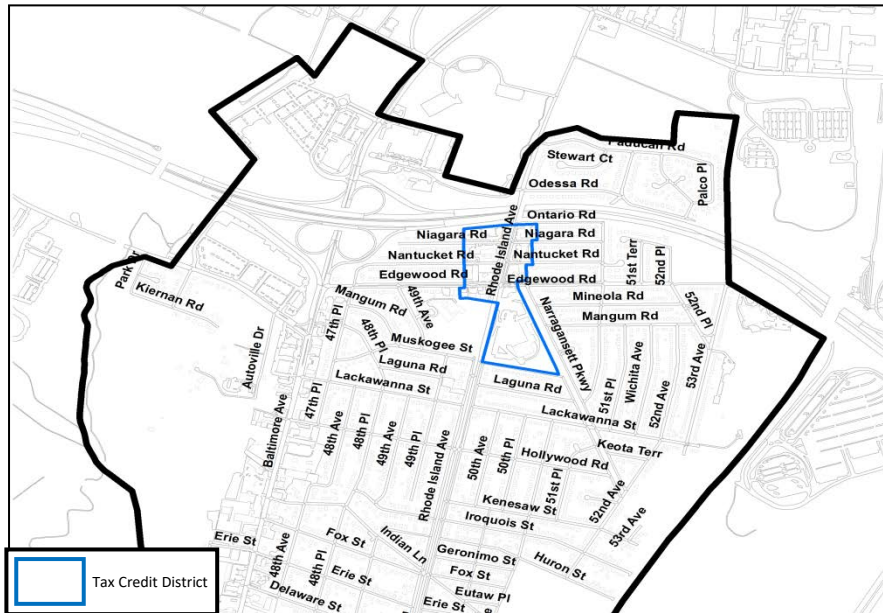 Paducah Rd
Stewart Ct
Palco Pl
Odessa Rd
Rhode Island Ave
Ontario Rd
Niagara Rd
Niagara Rd
Nantucket Rd
Nantucket Rd
51st Terr
52nd Pl
Edgewood Rd
Edgewood Rd
Park Dr
Kiernan Rd
Mangum Rd
49th Ave
Mineola Rd
Mangum Rd
52nd Pl
47th Pl
48th Pl
Narragansett Pkwy
Autoville Dr
Muskogee St
Laguna Rd
Laguna Rd
Wichita Ave
53rd Ave
Lackawanna St
Lackawanna St
51st Pl
52nd Ave
47th Pl
Baltimore Ave
48th Ave
48th Pl
49th Ave
49th Pl
Rhode Island Ave
50th Ave
50th Pl
Keota Terr
Hollywood Rd
51st Pl
52nd Ave
53rd Ave
Kenesaw St
Iroquois St
Erie St
48th Ave
Fox St
Indian Ln
Geronimo St
Huron St
48th Pl
Erie St
Fox St
Eutaw Pl
Delaware St
Erie St
Tax Credit District